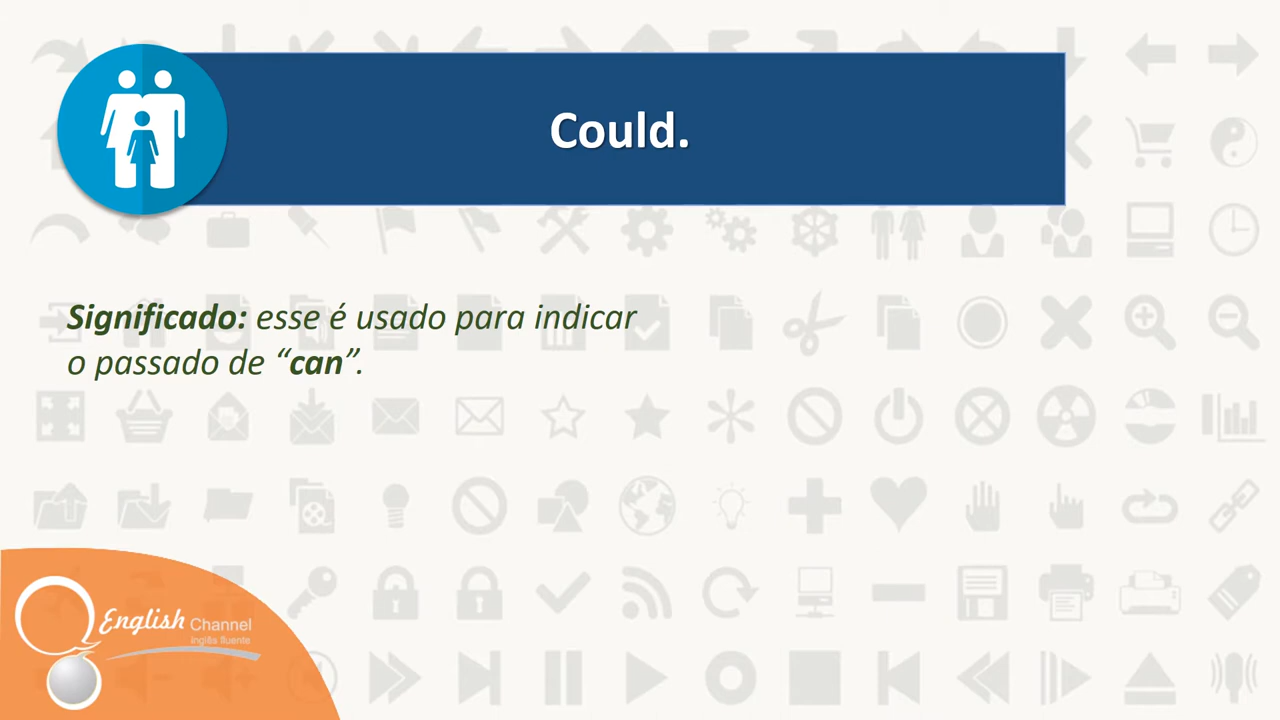 Could.
Significado: esse é usado para indicar
o passado de “can”.
English Channel
inglês fluente